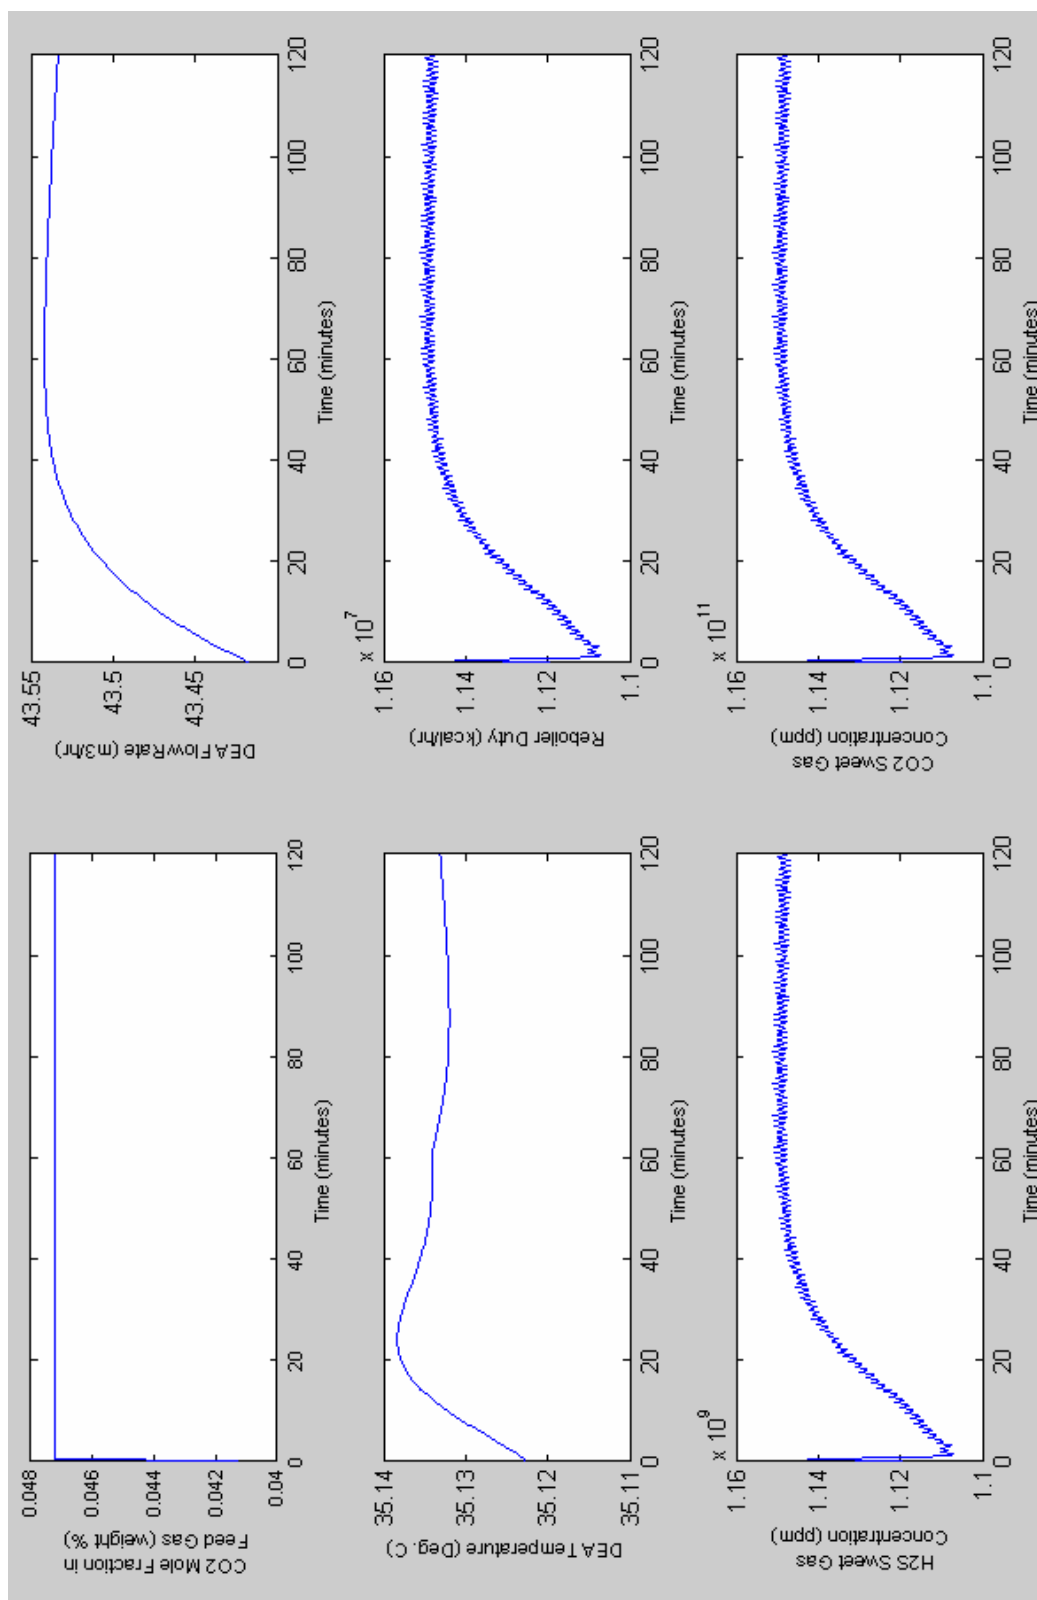 CO2 Mole Fraction in
Feed Gas (weight %)
0.048
0.046
0.044
0.042
0.04
0 20 40 60 80 100 120
Time (minutes)
DEA FlowRate (m3/hr)
43.55
43.5
43.45
0 20 40 60 80 100 120
Time (minutes)
DEA Temperature (Deg. C)
35.14
35.13
35.12
35.11
0 20 40 60 80 100 120
Time (minutes)
x 10^7
Reboiler Duty (kcal/hr)
1.16
1.14
1.12
1.1
0 20 40 60 80 100 120
Time (minutes)
x 10^9
H2S Sweet Gas
Concentration (ppm)
1.16
1.14
1.12
1.1
0 20 40 60 80 100 120
Time (minutes)
x 10^11
CO2 Sweet Gas
Concentration (ppm)
1.16
1.14
1.12
1.1
0 20 40 60 80 100 120
Time (minutes)